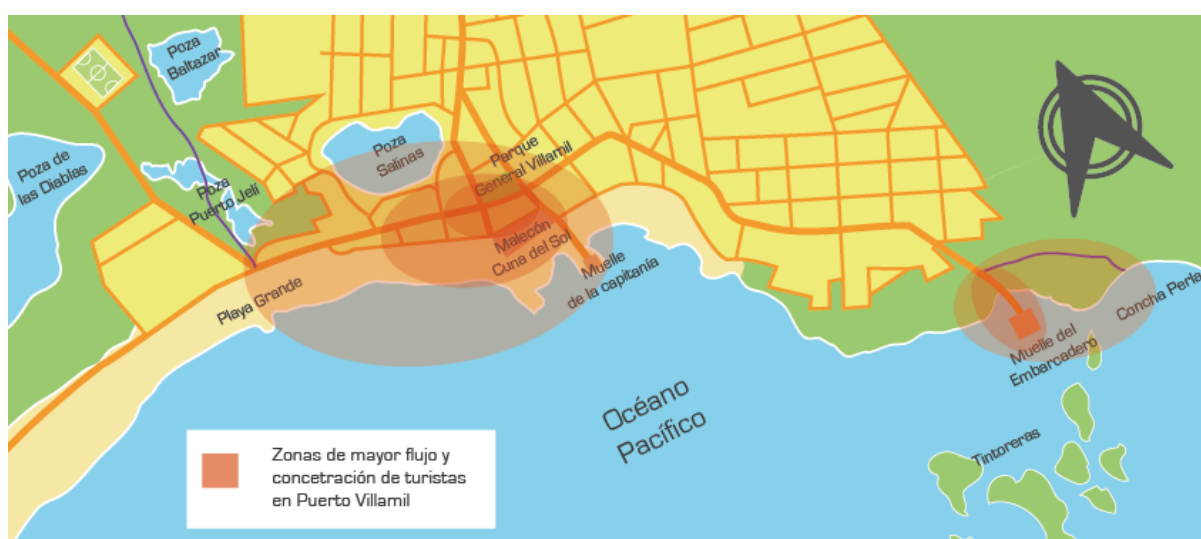 Poza
Baltazar
Poza de
las Diablas
Poza
Puerto Jelí
Poza
Salinas
Parque
General Villamil
Malecón
Cuna del Sol
Muelle
de la capitanía
Playa Grande
Concha Perla
Muelle del
Embarcadero
Océano
Pacífico
Tintoreras
Zonas de mayor flujo y
concetración de turistas
en Puerto Villamil